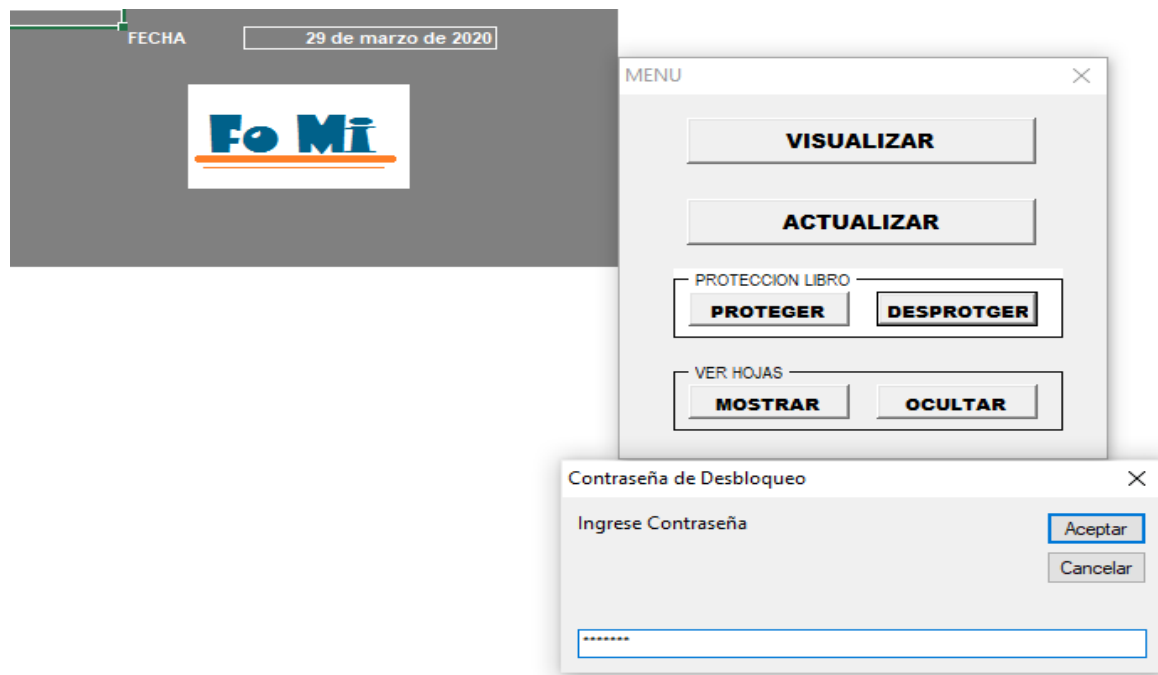 FECHA 29 de marzo de 2020
Fo Mi
MENU
VISUALIZAR
ACTUALIZAR
PROTECCION LIBRO
PROTEGER DESPROTGER
VER HOJAS
MOSTRAR OCULTAR
Contraseña de Desbloqueo
Ingrese Contraseña
Aceptar
Cancelar
*******